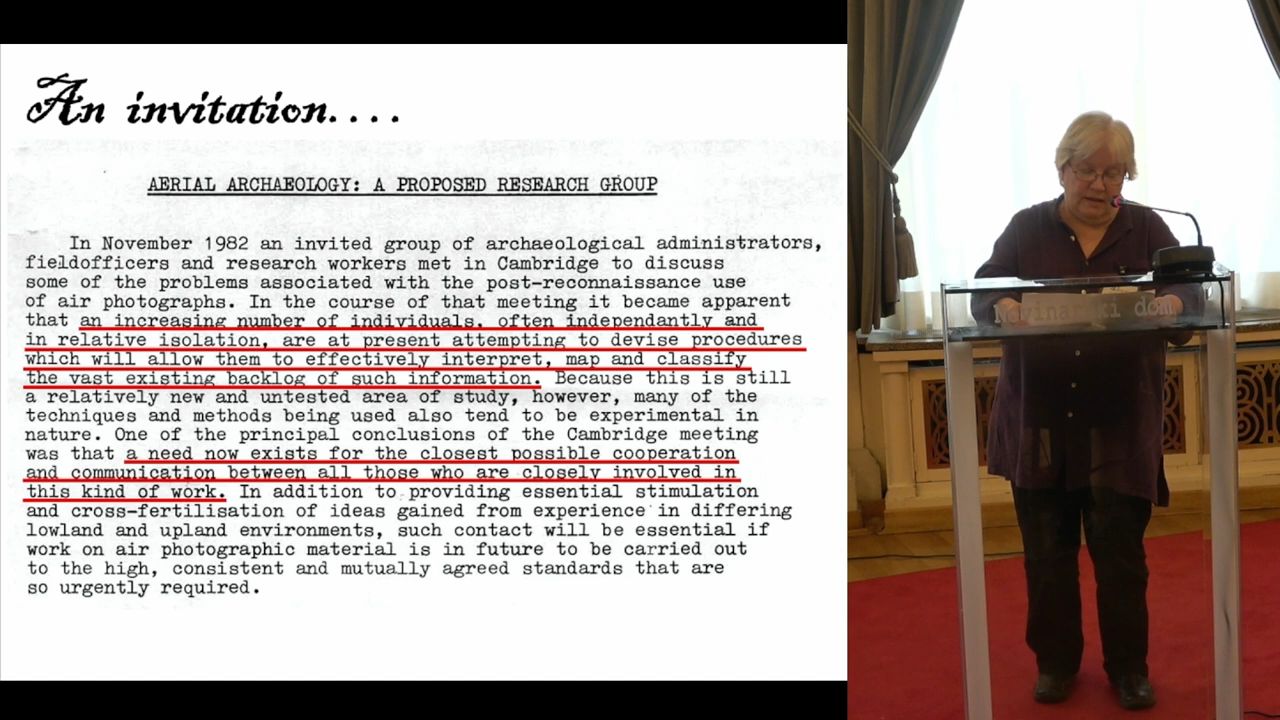 An invitation....
AERIAL ARCHAEOLOGY: A PROPOSED RESEARCH GROUP
In November 1982 an invited group of archaeological administrators,
fieldofficers and research workers met in Cambridge to discuss
some of the problems associated with the post-reconnaissance use
of air photographs. In the course of that meeting it became apparent
that an increasing number of individuals, often independantly and
in relative isolation, are at present attempting to devise procedures
which will allow them to effectively interpret, map and classify
the vast existing backlog of such information. Because this is still
a relatively new and untested area of study, however, many of the
techniques and methods being used also tend to be experimental in
nature. One of the principal conclusions of the Cambridge meeting
was that a need now exists for the closest possible cooperation
and communication between all those who are closely involved in
this kind of work. In addition to providing essential stimulation
and cross-fertilisation of ideas gained from experience in differing
lowland and upland environments, such contact will be essential if
work on air photographic material is in future to be carried out
to the high, consistent and mutually agreed standards that are
so urgently required.
Novinarski dom